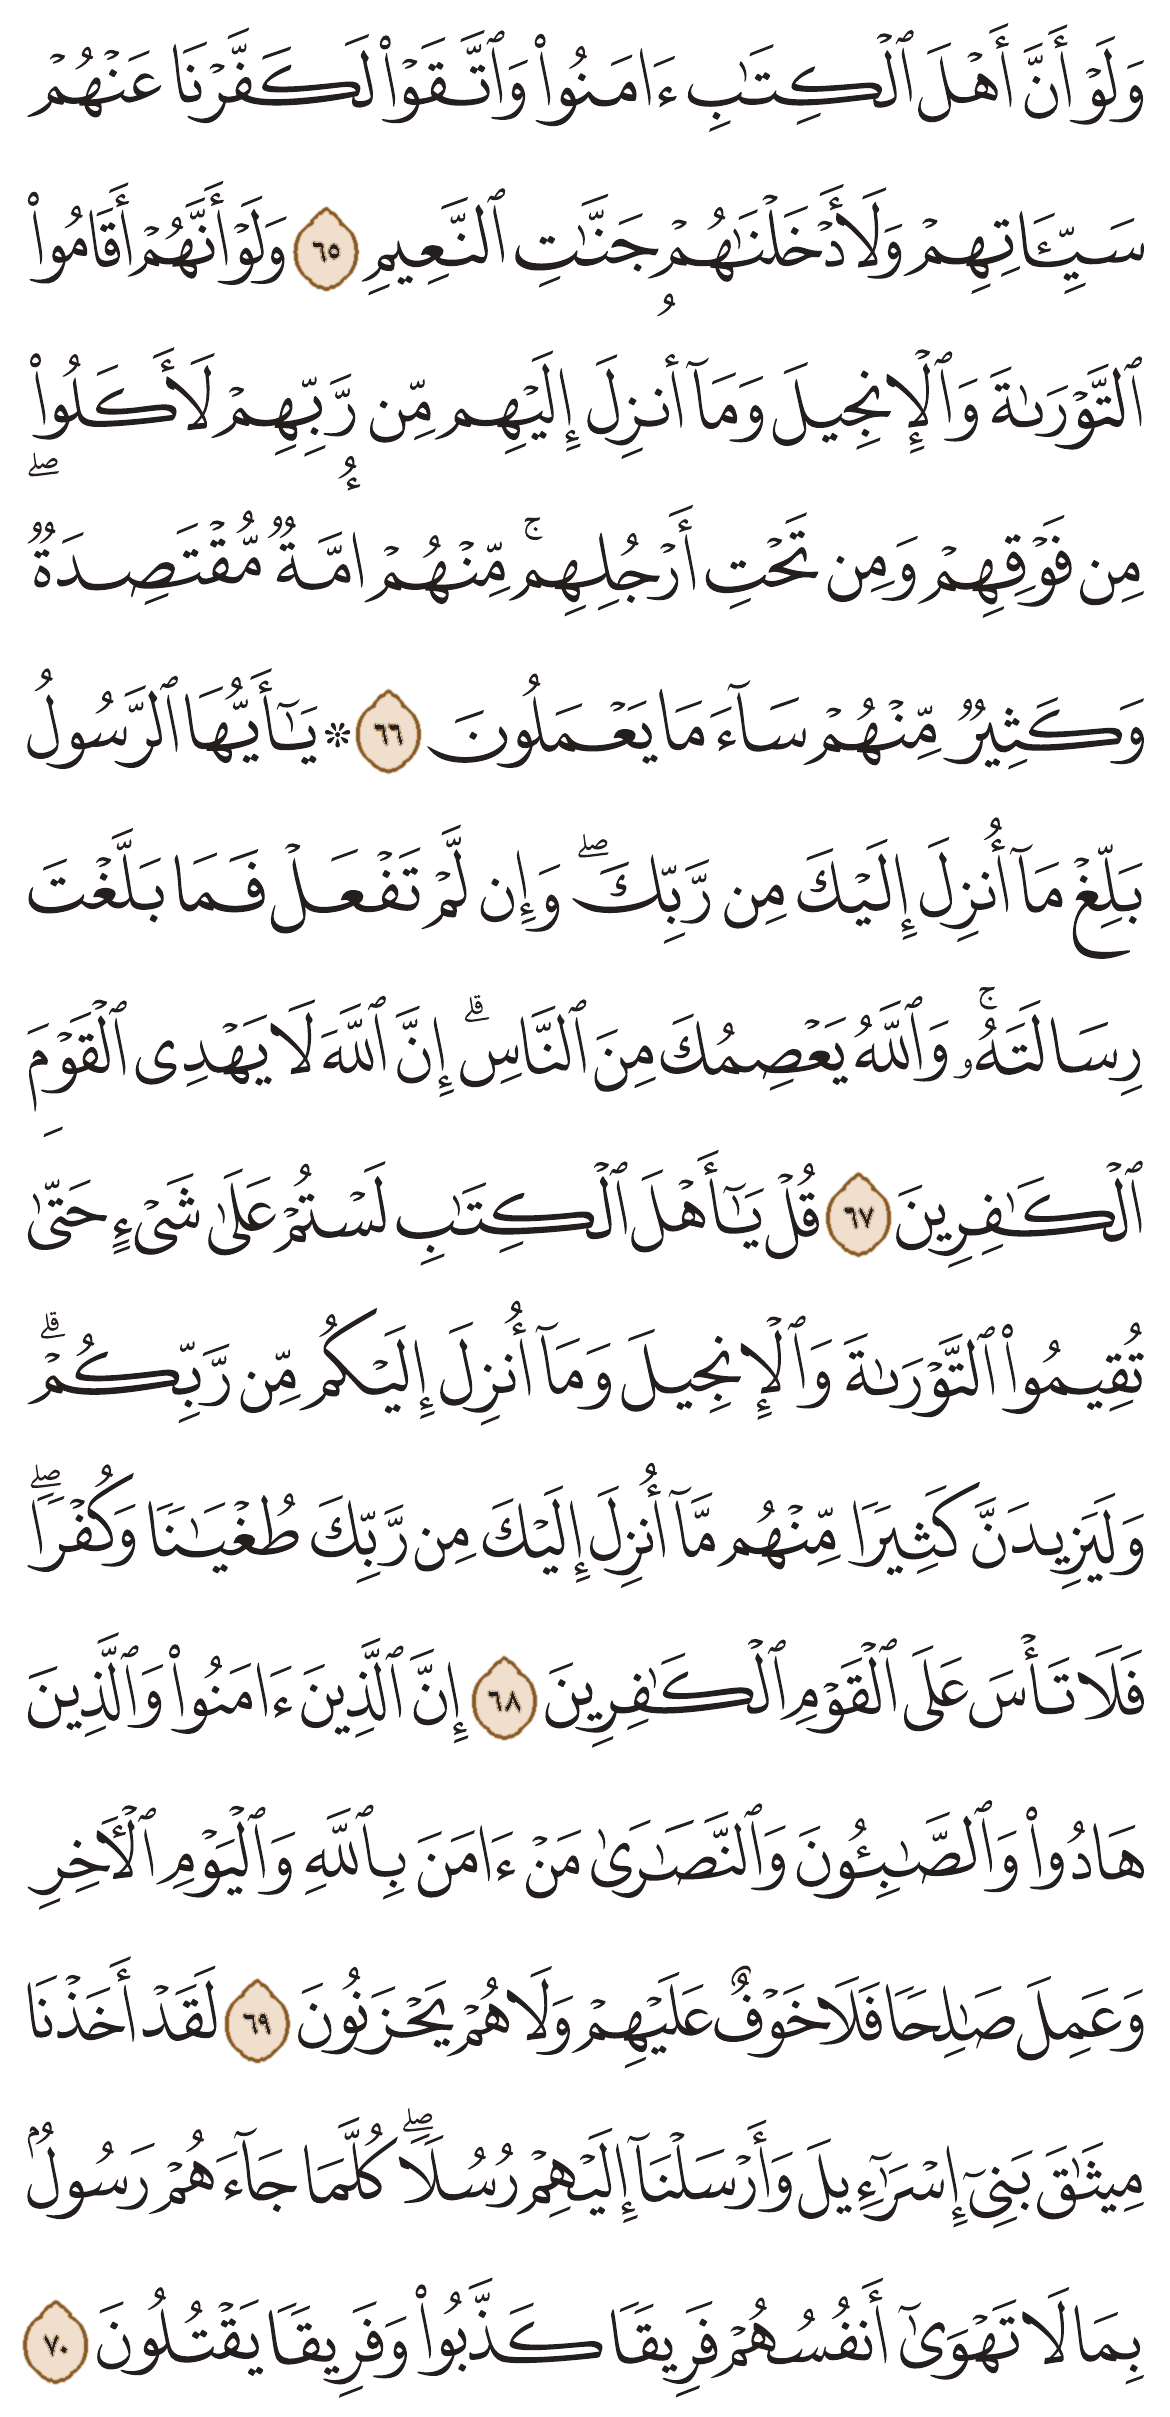 وَلَوۡ أَنَّ أَهۡلَ ٱلۡكِتَٰبِ ءَامَنُواْ وَٱتَّقَوۡاْ لَكَفَّرۡنَا عَنۡهُمۡ
سَيِّـَٔاتِهِمۡ وَلَأَدۡخَلۡنَٰهُمۡ جَنَّٰتِ ٱلنَّعِيمِ ٦٥ وَلَوۡ أَنَّهُمۡ أَقَامُواْ
ٱلتَّوۡرَىٰةَ وَٱلۡإِنجِيلَ وَمَآ أُنزِلَ إِلَيۡهِم مِّن رَّبِّهِمۡ لَأَكَلُواْ
مِن فَوۡقِهِمۡ وَمِن تَحۡتِ أَرۡجُلِهِمۚ مِّنۡهُمۡ أُمَّةٞ مُّقۡتَصِدَةٞۖ
وَكَثِيرٞ مِّنۡهُمۡ سَآءَ مَا يَعۡمَلُونَ ٦٦ ۞ يَٰٓأَيُّهَا ٱلرَّسُولُ
بَلِّغۡ مَآ أُنزِلَ إِلَيۡكَ مِن رَّبِّكَۖ وَإِن لَّمۡ تَفۡعَلۡ فَمَا بَلَّغۡتَ
رِسَالَتَهُۥۚ وَٱللَّهُ يَعۡصِمُكَ مِنَ ٱلنَّاسِۗ إِنَّ ٱللَّهَ لَا يَهۡدِي ٱلۡقَوۡمَ
ٱلۡكَٰفِرِينَ ٦٧ قُلۡ يَٰٓأَهۡلَ ٱلۡكِتَٰبِ لَسۡتُمۡ عَلَىٰ شَيۡءٍ حَتَّىٰ
تُقِيمُواْ ٱلتَّوۡرَىٰةَ وَٱلۡإِنجِيلَ وَمَآ أُنزِلَ إِلَيۡكُم مِّن رَّبِّكُمۡۗ
وَلَيَزِيدَنَّ كَثِيرٗا مِّنۡهُم مَّآ أُنزِلَ إِلَيۡكَ مِن رَّبِّكَ طُغۡيَٰنٗا وَكُفۡرٗاۖ
فَلَا تَأۡسَ عَلَى ٱلۡقَوۡمِ ٱلۡكَٰفِرِينَ ٦٨ إِنَّ ٱلَّذِينَ ءَامَنُواْ وَٱلَّذِينَ
هَادُواْ وَٱلصَّٰبِـُٔونَ وَٱلنَّصَٰرَىٰ مَنۡ ءَامَنَ بِٱللَّهِ وَٱلۡيَوۡمِ ٱلۡأٓخِرِ
وَعَمِلَ صَٰلِحٗا فَلَا خَوۡفٌ عَلَيۡهِمۡ وَلَا هُمۡ يَحۡزَنُونَ ٦٩ لَقَدۡ أَخَذۡنَا
مِيثَٰقَ بَنِيٓ إِسۡرَٰٓءِيلَ وَأَرۡسَلۡنَآ إِلَيۡهِمۡ رُسُلٗاۖ كُلَّمَا جَآءَهُمۡ رَسُولُۢ
بِمَا لَا تَهۡوَىٰٓ أَنفُسُهُمۡ فَرِيقٗا كَذَّبُواْ وَفَرِيقٗا يَقۡتُلُونَ ٧٠